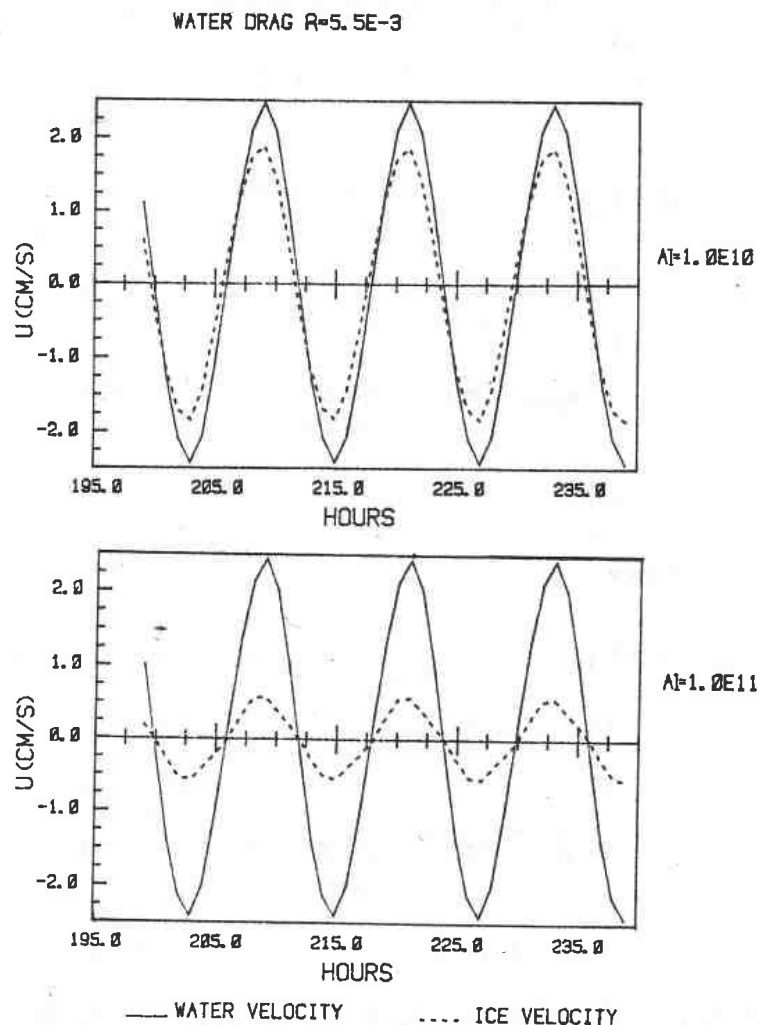 WATER DRAG R=5.5E-3
2.0
1.0
0.0
-1.0
-2.0
U(CM/S)
195.0 205.0 215.0 225.0 235.0
HOURS
AI=1.0E10
2.0
1.0
0.0
-1.0
-2.0
U(CM/S)
195.0 205.0 215.0 225.0 235.0
HOURS
AI=1.0E11
WATER VELOCITY ICE VELOCITY